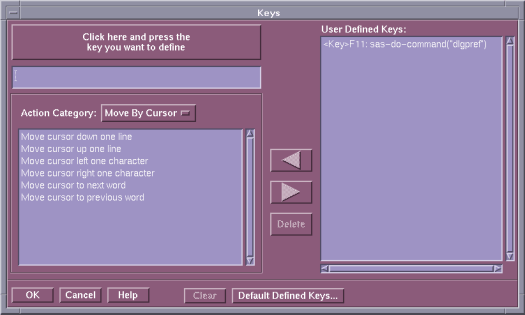 Keys
Click here and press the
key you want to define
User Defined Keys:
<Key>F11: sas-do-command("dlgpref")
Action Category: Move By Cursor
Move cursor down one line
Move cursor up one line
Move cursor left one character
Move cursor right one character
Move cursor to next word
Move cursor to previous word
Delete
OK Cancel Help Clear Default Defined Keys...